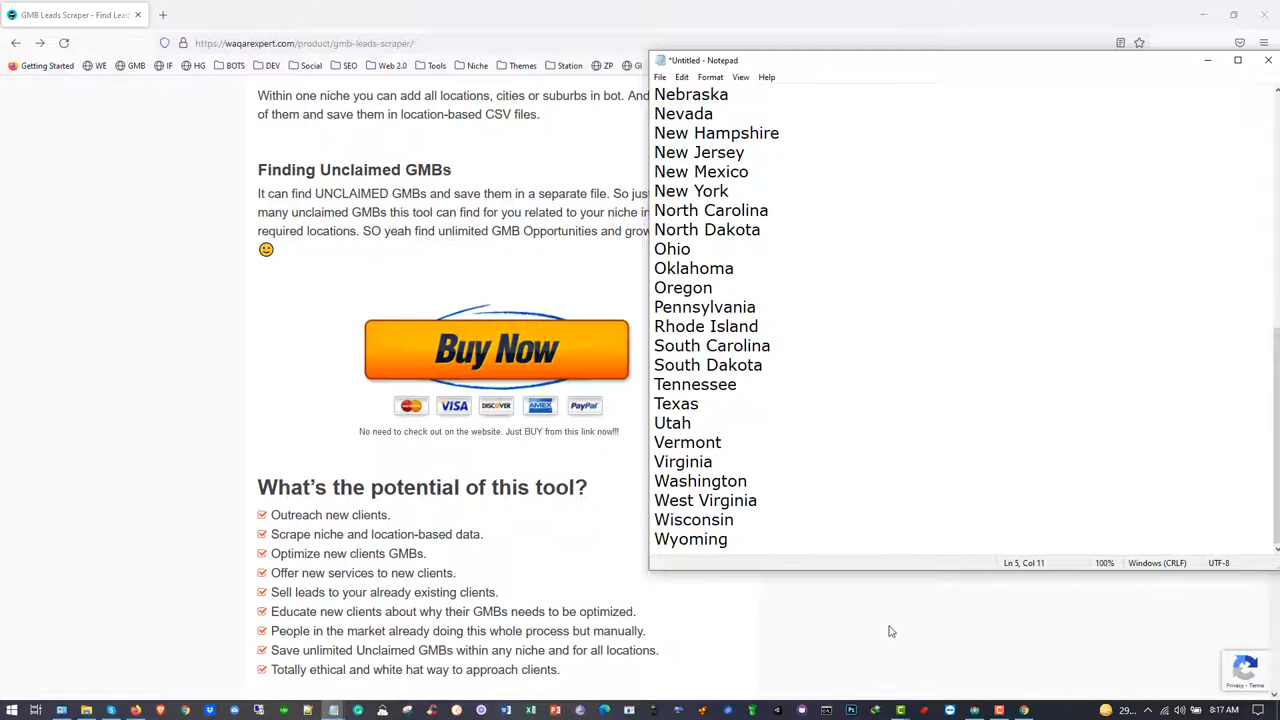 GMB Leads Scraper - Find Lead
https://waqarexpert.com/product/gmb-leads-scraper/
Getting Started WE GMB IF HG BOTS DEV Social SEO Web 2.0 Tools Niche Themes Station ZP GI
Within one niche you can add all locations, cities or suburbs in bot. And
of them and save them in location-based CSV files.
Finding Unclaimed GMBs
It can find UNCLAIMED GMBs and save them in a separate file. So jus
many unclaimed GMBs this tool can find for you related to your niche in
required locations. SO yeah find unlimited GMB Opportunities and grow
Buy Now
MasterCard VISA DISCOVER AMEX PayPal
No need to check out on the website. Just BUY from this link now!!!
What's the potential of this tool?
Outreach new clients.
Scrape niche and location-based data.
Optimize new clients GMBs.
Offer new services to new clients.
Sell leads to your already existing clients.
Educate new clients about why their GMBs needs to be optimized.
People in the market already doing this whole process but manually.
Save unlimited Unclaimed GMBs within any niche and for all locations.
Totally ethical and white hat way to approach clients.
*Untitled - Notepad
File Edit Format View Help
Nebraska
Nevada
New Hampshire
New Jersey
New Mexico
New York
North Carolina
North Dakota
Ohio
Oklahoma
Oregon
Pennsylvania
Rhode Island
South Carolina
South Dakota
Tennessee
Texas
Utah
Vermont
Virginia
Washington
West Virginia
Wisconsin
Wyoming
Ln 5, Col 11 100% Windows (CRLF) UTF-8
Privacy - Terms
29... 8:17 AM